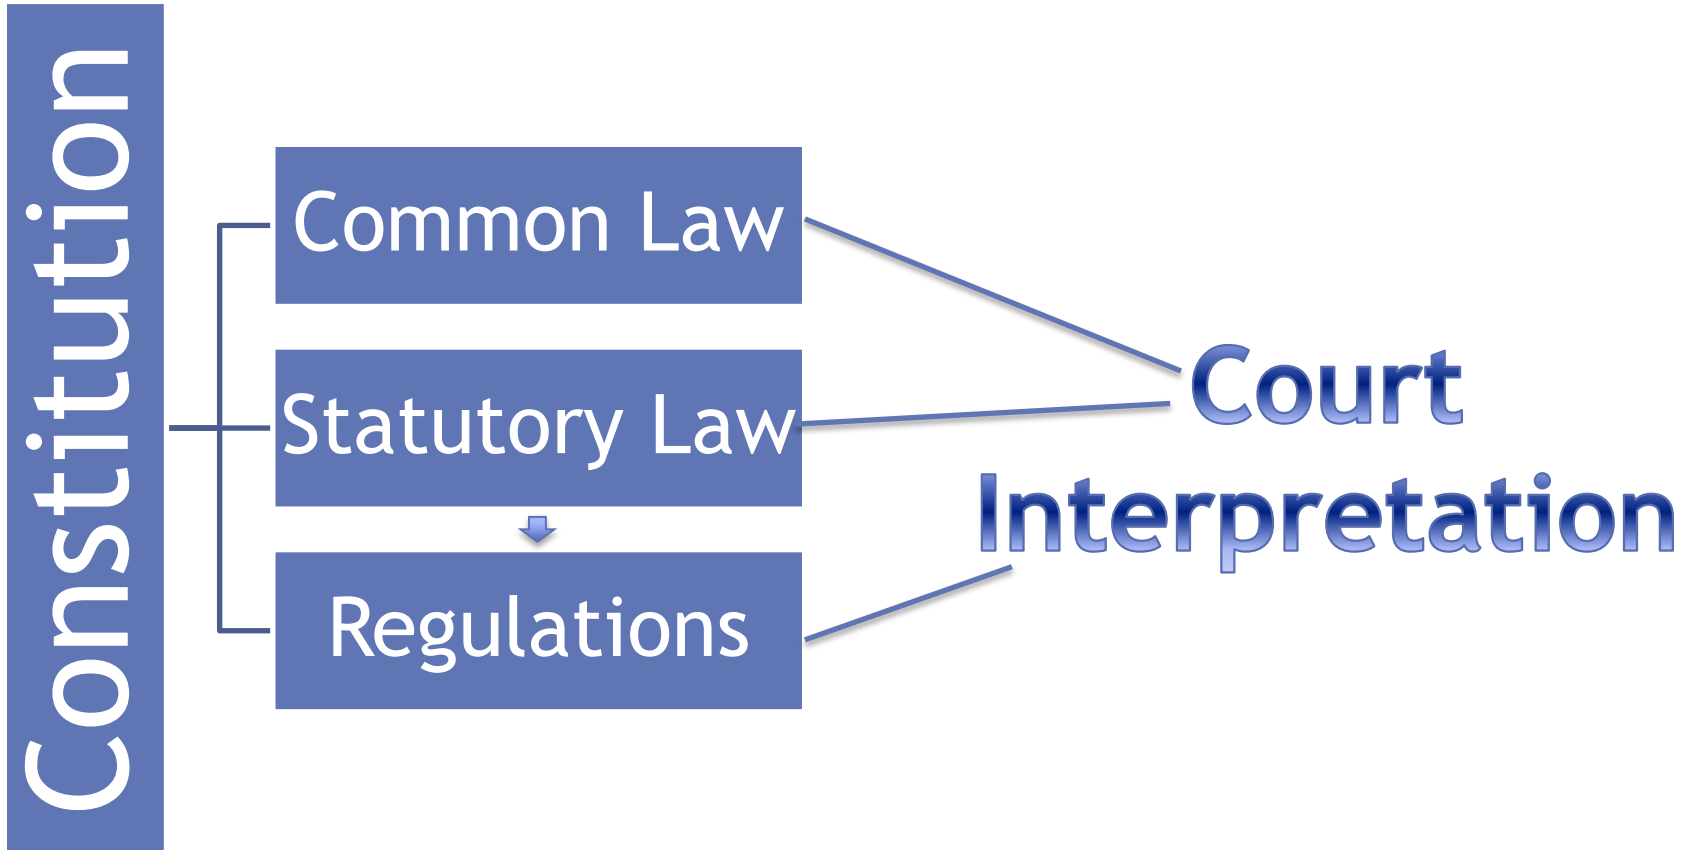 Constitution
Common Law
Statutory Law
Regulations
Court
Interpretation